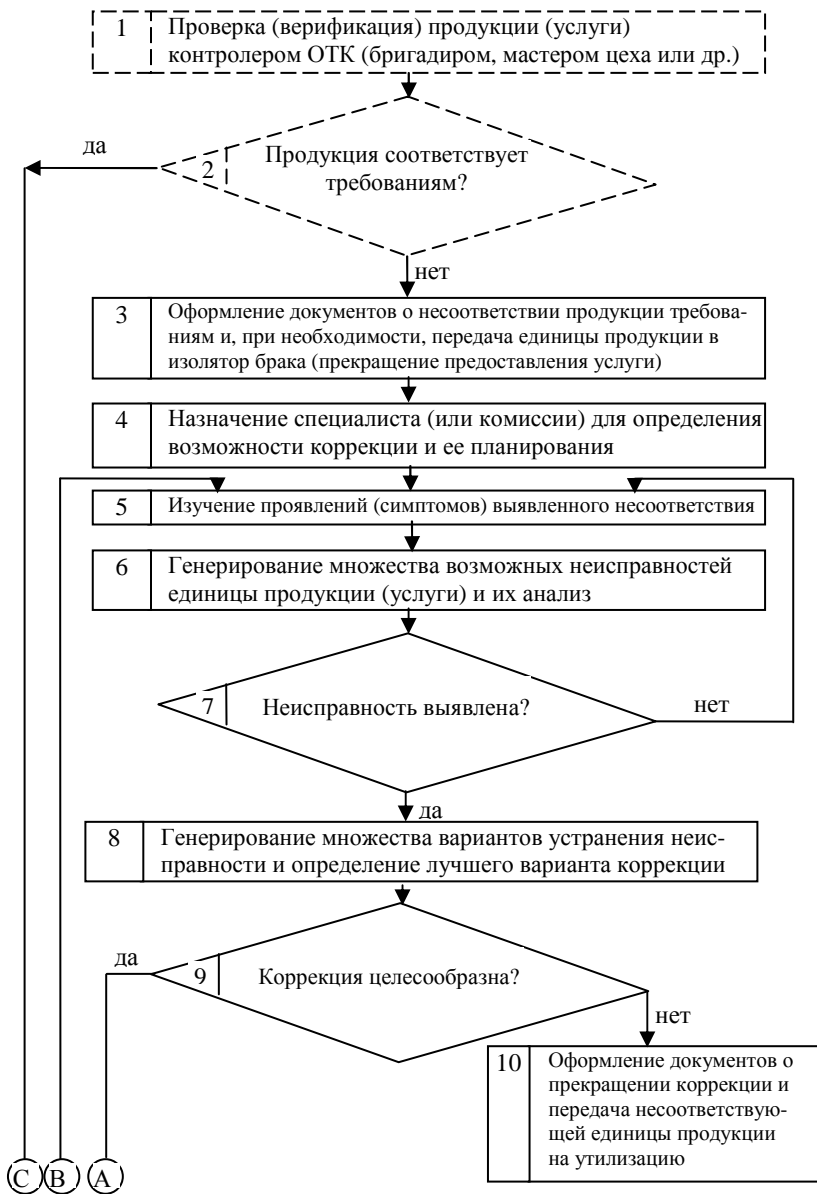 1
Проверка (верификация) продукции (услуги)
контролером ОТК (бригадиром, мастером цеха или др.)
да
2
Продукция соответствует
требованиям?
нет
3
Оформление документов о несоответствии продукции требова-
ниям и, при необходимости, передача единицы продукции в
изолятор брака (прекращение предоставления услуги)
4
Назначение специалиста (или комиссии) для определения
возможности коррекции и ее планирования
5
Изучение проявлений (симптомов) выявленного несоответствия
6
Генерирование множества возможных неисправностей
единицы продукции (услуги) и их анализ
7
Неисправность выявлена?
нет
да
8
Генерирование множества вариантов устранения неис-
правности и определение лучшего варианта коррекции
да
9
Коррекция целесообразна?
нет
10
Оформление документов о
прекращении коррекции и
передача несоответствую-
щей единицы продукции
на утилизацию
С В А